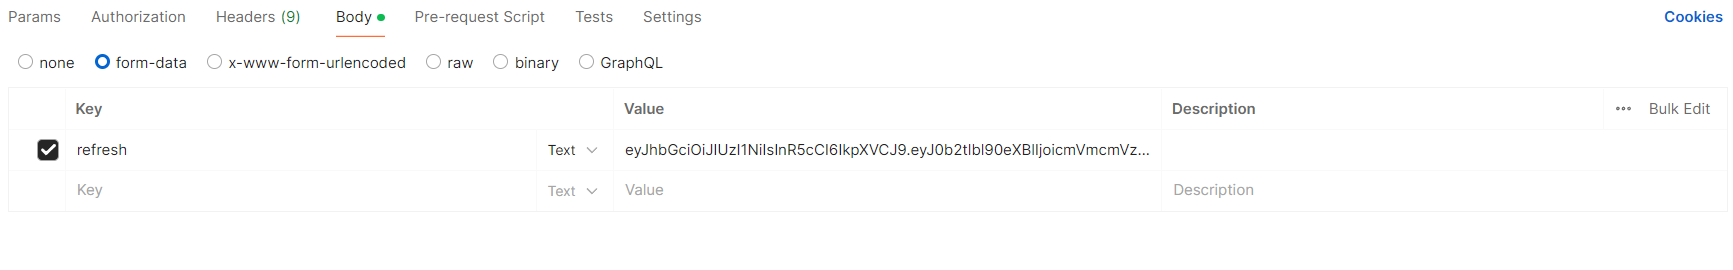 Params Authorization Headers (9) Body Pre-request Script Tests Settings Cookies
none form-data x-www-form-urlencoded raw binary GraphQL
Key Value Description Bulk Edit
refresh Text eyJhbGciOiJIUzI1NiIsInR5cCI6IkpXVCJ9.eyJ0b2tlbl90eXBlIjoicmVmcmVz...
Key Text Value Description